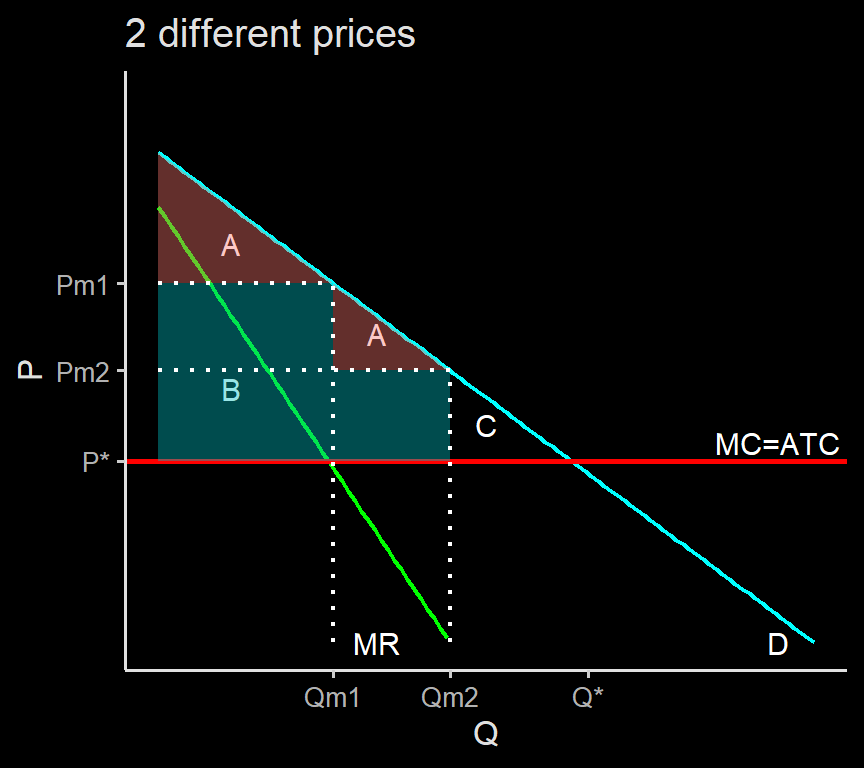 2 different prices
A
Pm1
A
P
Pm2
B
C
MC=ATC
P*
MR
D
Qm1
Qm2
Q*
Q